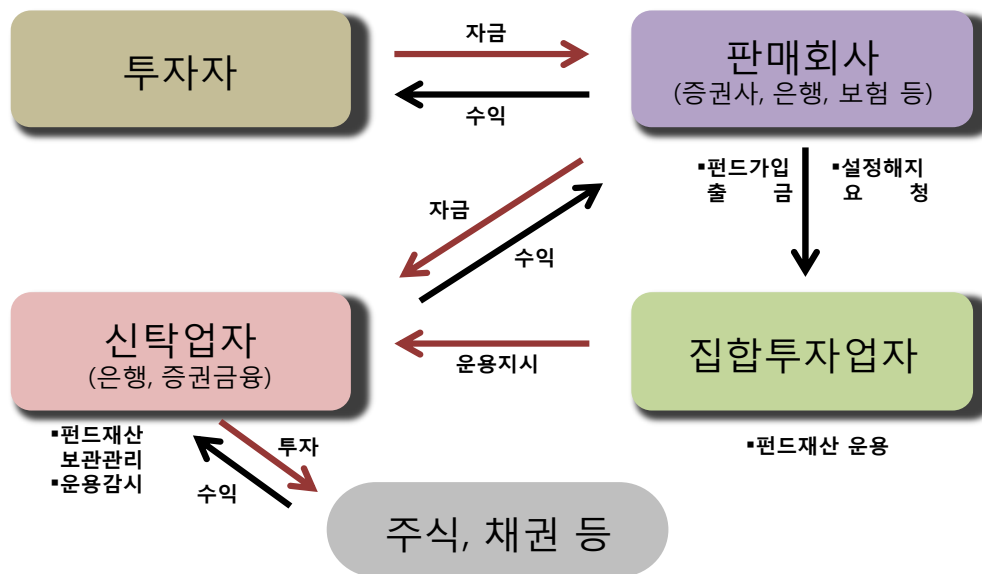 투자자
자금
수익
판매회사
(증권사, 은행, 보험 등)
▪펀드가입
출 금
▪설정해지
요 청
자금
수익
신탁업자
(은행, 증권금융)
운용지시
집합투자업자
▪펀드재산
보관관리
▪운용감시
투자
수익
▪펀드재산 운용
주식, 채권 등